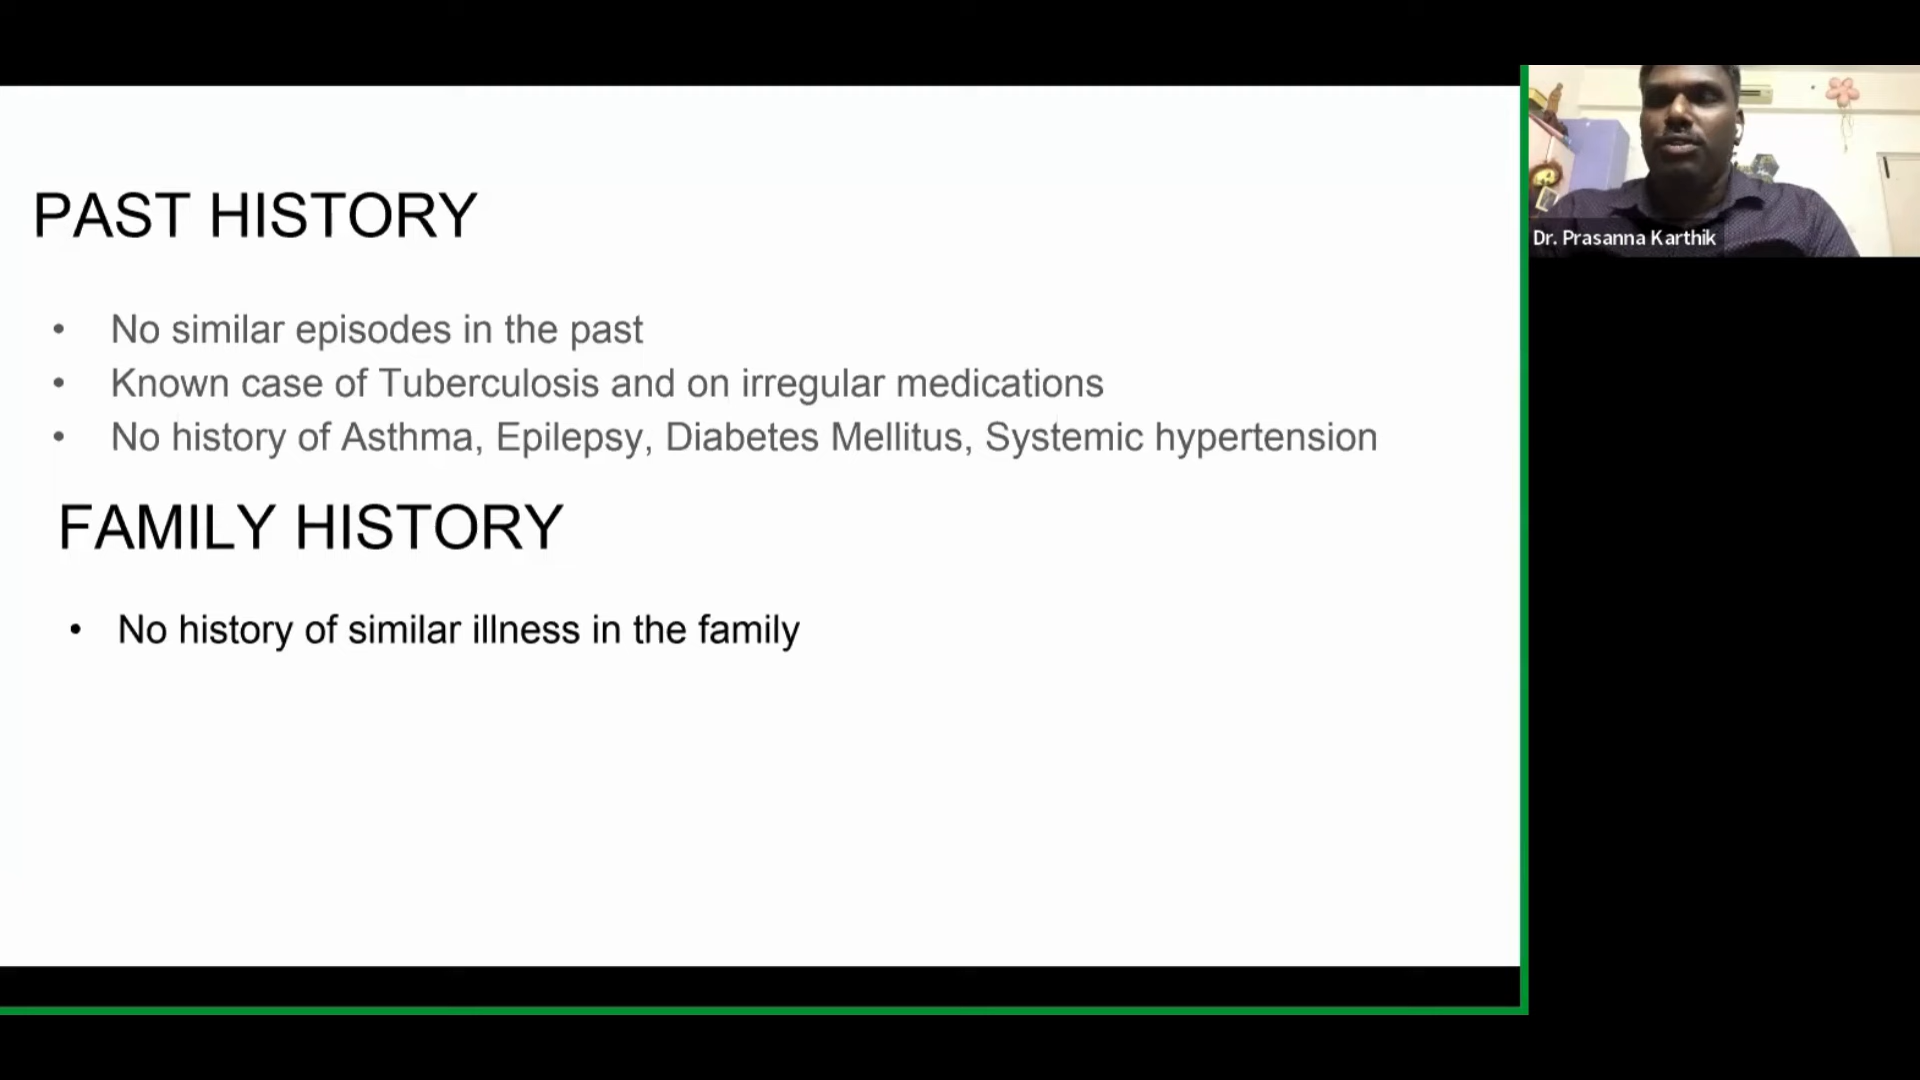 PAST HISTORY
• No similar episodes in the past
• Known case of Tuberculosis and on irregular medications
• No history of Asthma, Epilepsy, Diabetes Mellitus, Systemic hypertension
FAMILY HISTORY
• No history of similar illness in the family
Dr. Prasanna Karthik